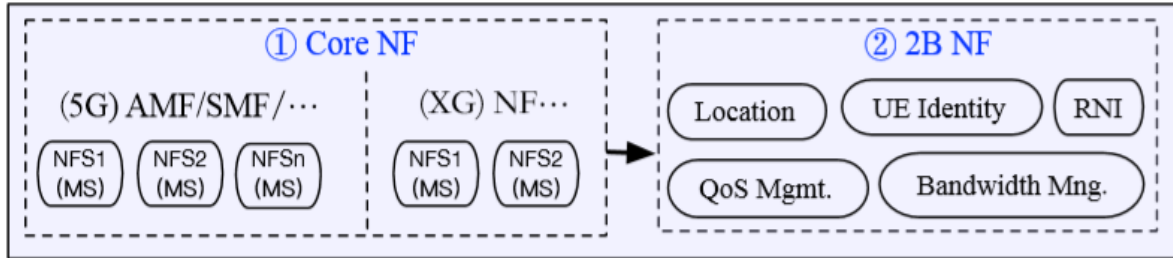 ① Core NF
(5G) AMF/SMF/⋯
NFS1
(MS)
NFS2
(MS)
NFSn
(MS)
(XG) NF⋯
NFS1
(MS)
NFS2
(MS)
② 2B NF
Location
UE Identity
RNI
QoS Mgmt.
Bandwidth Mng.